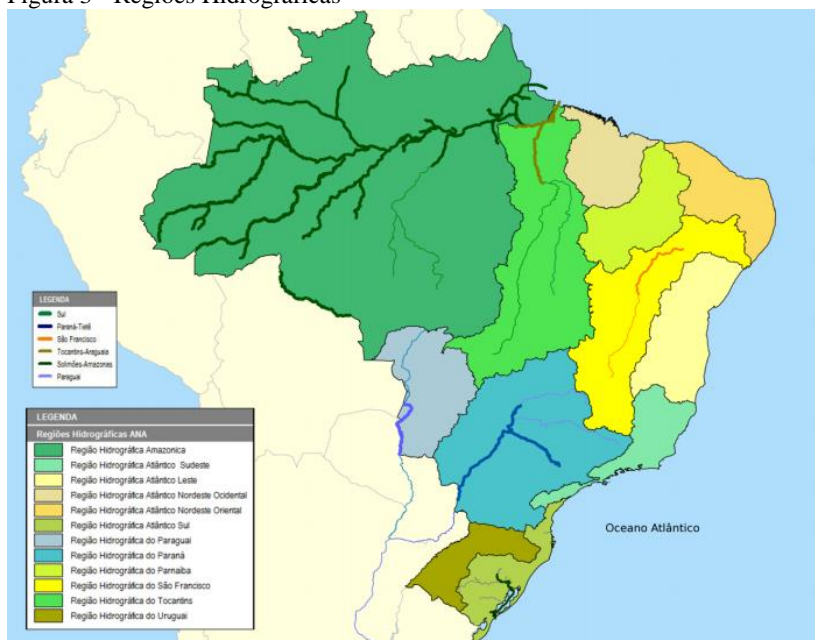 Figura 3 - Regiões Hidrográficas
LEGENDA
Sul
Paraná-Tietê
São Francisco
Tocantins-Araguaia
Solimões-Amazonas
Paraguai
LEGENDA
Regiões Hidrográficas ANA
Região Hidrográfica Amazonica
Região Hidrográfica Atlântico Sudeste
Região Hidrográfica Atlântico Leste
Região Hidrográfica Atlântico Nordeste Ocidental
Região Hidrográfica Atlântico Nordeste Oriental
Região Hidrográfica Atlântico Sul
Região Hidrográfica do Paraguai
Região Hidrográfica do Paraná
Região Hidrográfica do Parnaiba
Região Hidrográfica do São Francisco
Região Hidrográfica do Tocantins
Região Hidrográfica do Uruguai
Oceano Atlântico